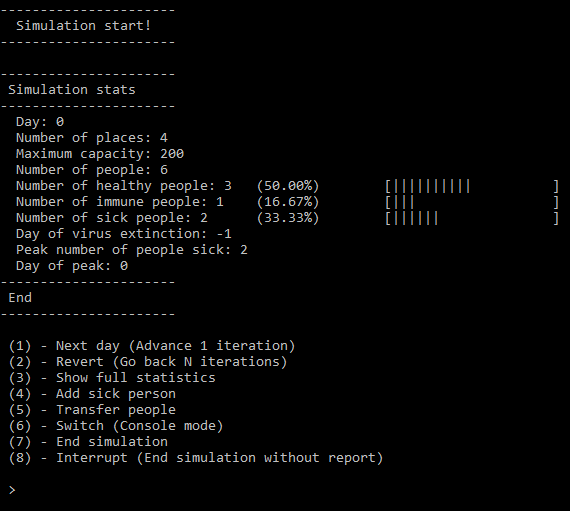 ----------------------
  Simulation start!
----------------------

----------------------
 Simulation stats
----------------------
  Day: 0
  Number of places: 4
  Maximum capacity: 200
  Number of people: 6
  Number of healthy people: 3   (50.00%)        [||||||||||          ]
  Number of immune people: 1    (16.67%)        [|||                 ]
  Number of sick people: 2      (33.33%)        [||||||              ]
  Day of virus extinction: -1
  Peak number of people sick: 2
  Day of peak: 0
----------------------
 End
----------------------

 (1) - Next day (Advance 1 iteration)
 (2) - Revert (Go back N iterations)
 (3) - Show full statistics
 (4) - Add sick person
 (5) - Transfer people
 (6) - Switch (Console mode)
 (7) - End simulation
 (8) - Interrupt (End simulation without report)

 >